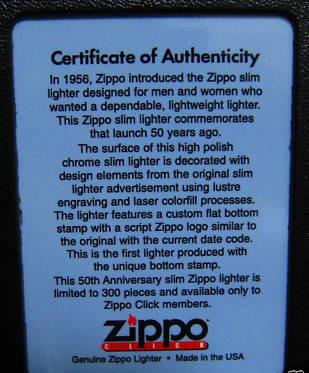 Certificate of Authenticity
In 1956, Zippo introduced the Zippo slim
lighter designed for men and women who
wanted a dependable, lightweight lighter.
This Zippo slim lighter commemorates
that launch 50 years ago.
The surface of this high polish
chrome slim lighter is decorated with
design elements from the original slim
lighter advertisement using lustre
engraving and laser colorfill processes.
The lighter features a custom flat bottom
stamp with a script Zippo logo similar to
the original with the current date code.
This is the first lighter produced with
the unique bottom stamp.
This 50th Anniversary slim Zippo lighter is
limited to 300 pieces and available only to
Zippo Click members.
zippo
CLICK
Genuine Zippo Lighter • Made in the USA